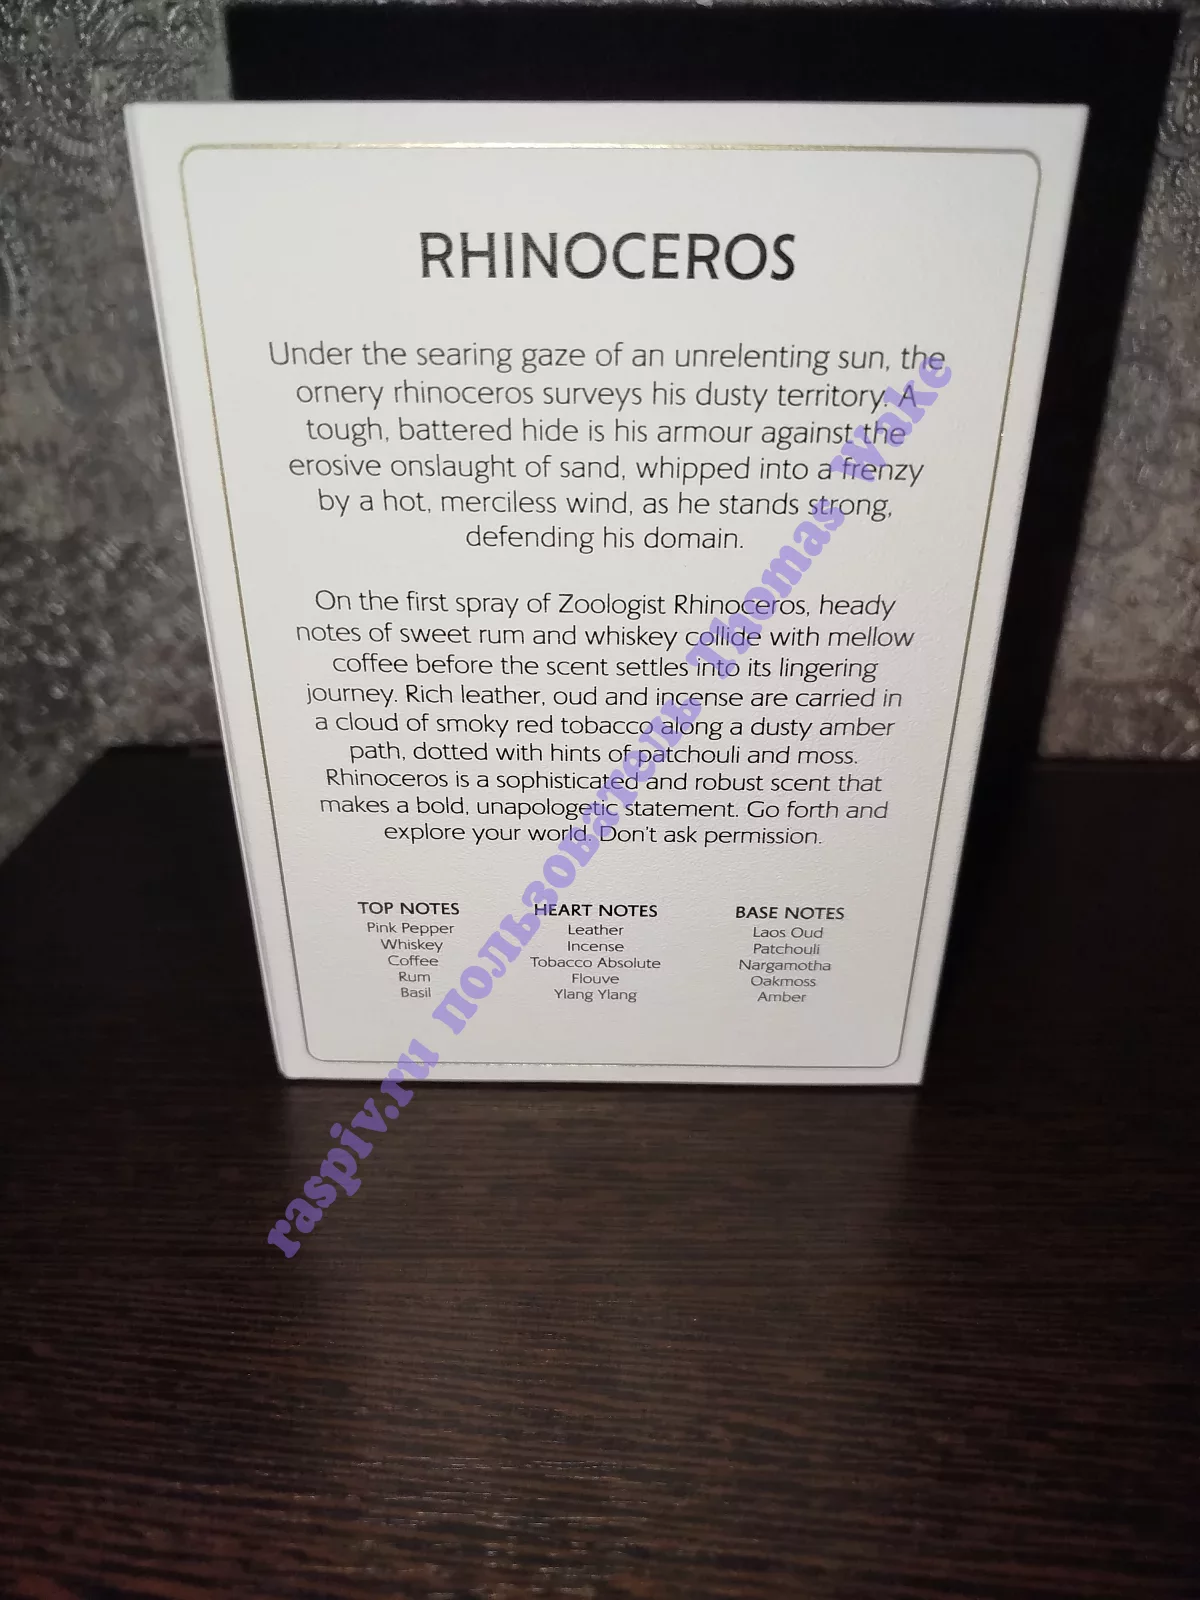 RHINOCEROS
Under the searing gaze of an unrelenting sun, the
ornery rhinoceros surveys his dusty territory. A
tough, battered hide is his armour against the
erosive onslaught of sand, whipped into a frenzy
by a hot, merciless wind, as he stands strong,
defending his domain.
On the first spray of Zoologist Rhinoceros, heady
notes of sweet rum and whiskey collide with mellow
coffee before the scent settles into its lingering
journey. Rich leather, oud and incense are carried in
a cloud of smoky red tobacco along a dusty amber
path, dotted with hints of patchouli and moss.
Rhinoceros is a sophisticated and robust scent that
makes a bold, unapologetic statement. Go forth and
explore your world. Don't ask permission.
TOP NOTES
Pink Pepper
Whiskey
Coffee
Rum
Basil
HEART NOTES
Leather
Incense
Tobacco Absolute
Flouve
Ylang Ylang
BASE NOTES
Laos Oud
Patchouli
Nargamotha
Oakmoss
Amber
raspiv.ru пользователь Thomas Wake